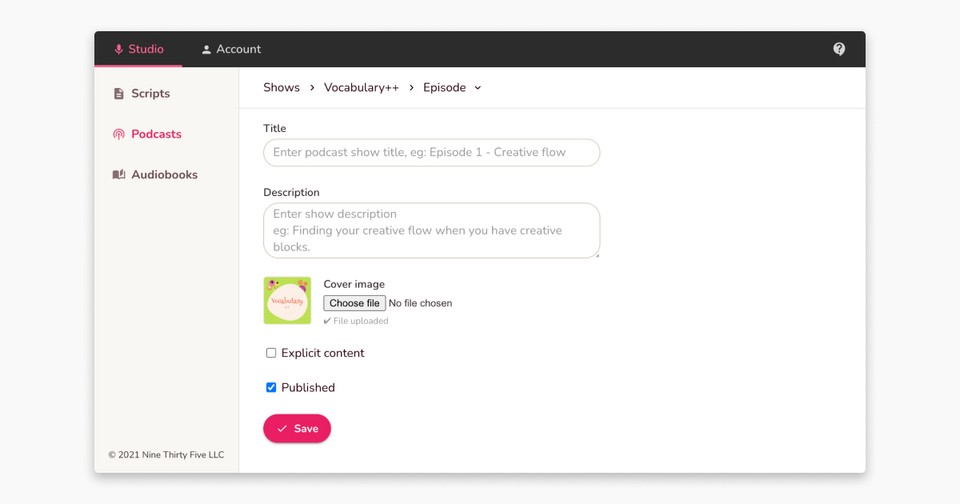 Studio
Account
Scripts
Podcasts
Audiobooks
© 2021 Nine Thirty Five LLC
Shows > Vocabulary++ > Episode
Title
Enter podcast show title, eg: Episode 1 - Creative flow
Description
Enter show description
eg: Finding your creative flow when you have creative
blocks.
Vocabulary
Cover image
Choose file No file chosen
✔ File uploaded
Explicit content
Published
Save